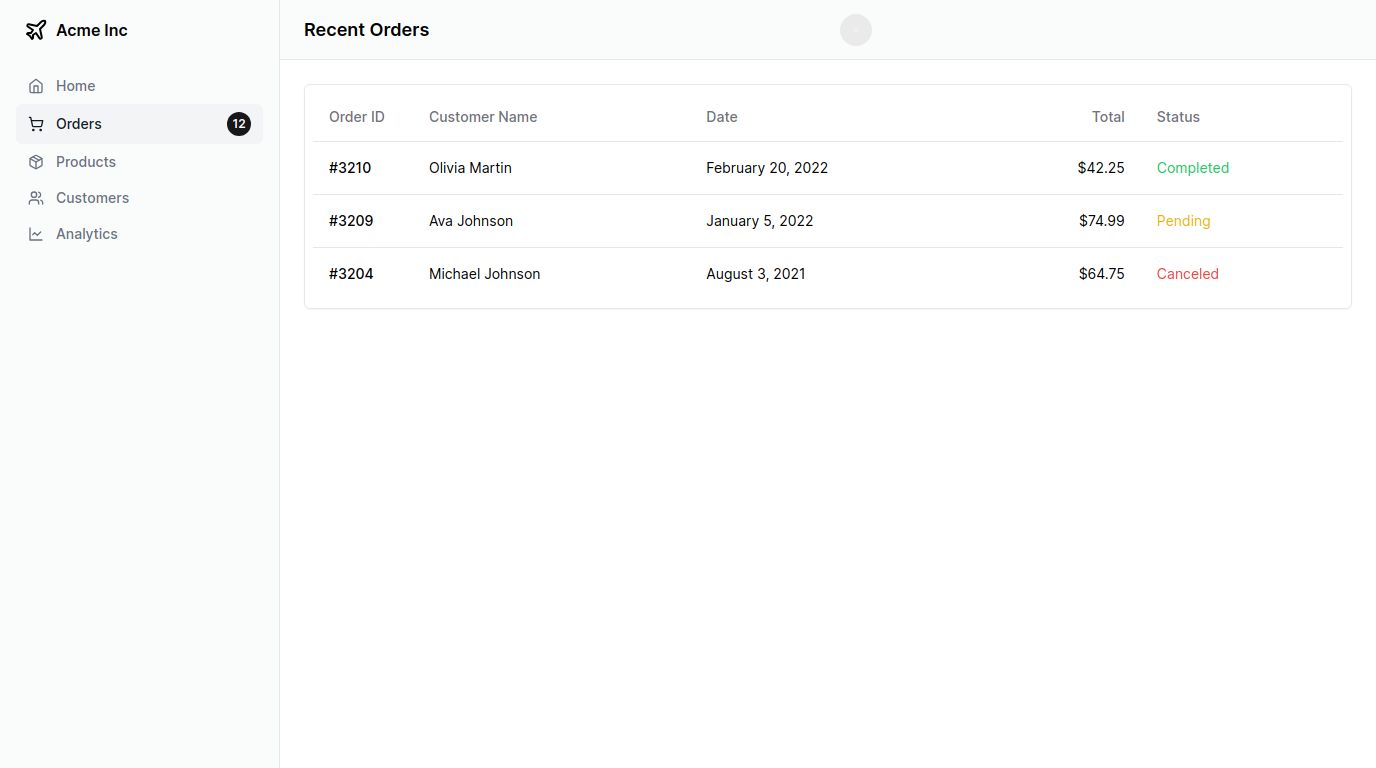 Acme Inc
Home
Orders 12
Products
Customers
Analytics
Recent Orders
Order ID Customer Name Date Total Status
#3210 Olivia Martin February 20, 2022 $42.25 Completed
#3209 Ava Johnson January 5, 2022 $74.99 Pending
#3204 Michael Johnson August 3, 2021 $64.75 Canceled